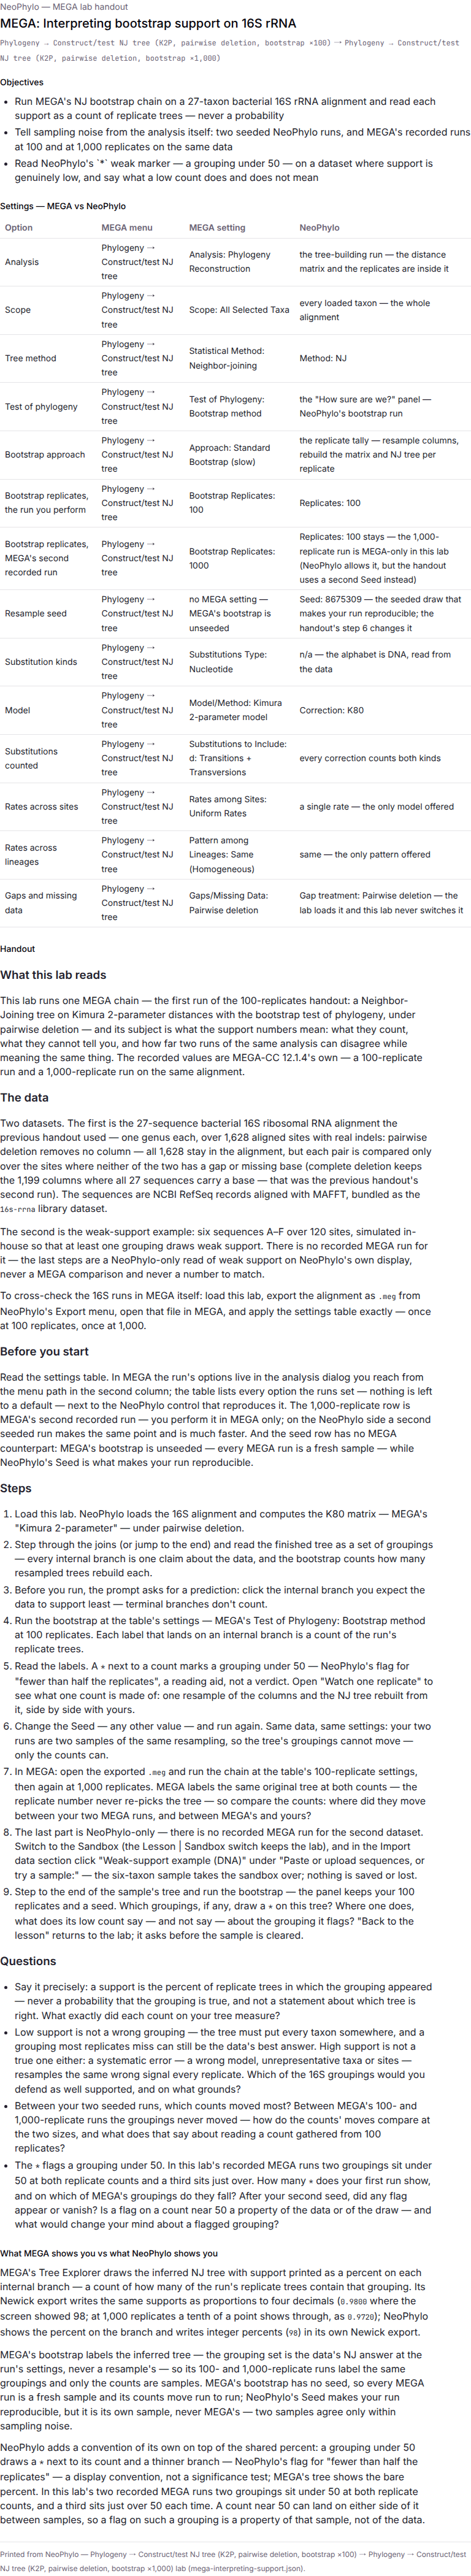 NeoPhylo — MEGA lab handout
MEGA: Interpreting bootstrap support on 16S rRNA
Phylogeny → Construct/test NJ tree (K2P, pairwise deletion, bootstrap ×100) → Phylogeny → Construct/test
NJ tree (K2P, pairwise deletion, bootstrap ×1,000)
Objectives
• Run MEGA's NJ bootstrap chain on a 27-taxon bacterial 16S rRNA alignment and read each
support as a count of replicate trees — never a probability
• Tell sampling noise from the analysis itself: two seeded NeoPhylo runs, and MEGA's recorded runs
at 100 and at 1,000 replicates on the same data
• Read NeoPhylo's `*` weak marker — a grouping under 50 — on a dataset where support is
genuinely low, and say what a low count does and does not mean
Settings — MEGA vs NeoPhylo
Option MEGA menu MEGA setting NeoPhylo
Analysis
Phylogeny →
Construct/test NJ
tree
Analysis: Phylogeny
Reconstruction
the tree-building run — the distance
matrix and the replicates are inside it
Scope
Phylogeny →
Construct/test NJ
tree
Scope: All Selected Taxa
every loaded taxon — the whole
alignment
Tree method
Phylogeny →
Construct/test NJ
tree
Statistical Method:
Neighbor-joining
Method: NJ
Test of phylogeny
Phylogeny →
Construct/test NJ
tree
Test of Phylogeny:
Bootstrap method
the "How sure are we?" panel —
NeoPhylo's bootstrap run
Bootstrap approach
Phylogeny →
Construct/test NJ
tree
Approach: Standard
Bootstrap (slow)
the replicate tally — resample columns,
rebuild the matrix and NJ tree per
replicate
Bootstrap replicates,
the run you perform
Phylogeny →
Construct/test NJ
tree
Bootstrap Replicates:
100
Replicates: 100
Bootstrap replicates,
MEGA's second
recorded run
Phylogeny →
Construct/test NJ
tree
Bootstrap Replicates:
1000
Replicates: 100 stays — the 1,000-
replicate run is MEGA-only in this lab
(NeoPhylo allows it, but the handout
uses a second Seed instead)
Resample seed
Phylogeny →
Construct/test NJ
tree
no MEGA setting —
MEGA's bootstrap is
unseeded
Seed: 8675309 — the seeded draw that
makes your run reproducible; the
handout's step 6 changes it
Substitution kinds
Phylogeny →
Construct/test NJ
tree
Substitutions Type:
Nucleotide
n/a — the alphabet is DNA, read from
the data
Model
Phylogeny →
Construct/test NJ
tree
Model/Method: Kimura
2-parameter model
Correction: K80
Substitutions
counted
Phylogeny →
Construct/test NJ
tree
Substitutions to Include:
d: Transitions +
Transversions
every correction counts both kinds
Rates across sites
Phylogeny →
Construct/test NJ
tree
Rates among Sites:
Uniform Rates
a single rate — the only model offered
Rates across
lineages
Phylogeny →
Construct/test NJ
tree
Pattern among
Lineages: Same
(Homogeneous)
same — the only pattern offered
Gaps and missing
data
Phylogeny →
Construct/test NJ
tree
Gaps/Missing Data:
Pairwise deletion
Gap treatment: Pairwise deletion — the
lab loads it and this lab never switches it
Handout
What this lab reads
This lab runs one MEGA chain — the first run of the 100-replicates handout: a Neighbor-
Joining tree on Kimura 2-parameter distances with the bootstrap test of phylogeny, under
pairwise deletion — and its subject is what the support numbers mean: what they count,
what they cannot tell you, and how far two runs of the same analysis can disagree while
meaning the same thing. The recorded values are MEGA-CC 12.1.4's own — a 100-replicate
run and a 1,000-replicate run on the same alignment.
The data
Two datasets. The first is the 27-sequence bacterial 16S ribosomal RNA alignment the
previous handout used — one genus each, over 1,628 aligned sites with real indels: pairwise
deletion removes no column — all 1,628 stay in the alignment, but each pair is compared only
over the sites where neither of the two has a gap or missing base (complete deletion keeps
the 1,199 columns where all 27 sequences carry a base — that was the previous handout's
second run). The sequences are NCBI RefSeq records aligned with MAFFT, bundled as the
16s-rrna library dataset.
The second is the weak-support example: six sequences A–F over 120 sites, simulated in-
house so that at least one grouping draws weak support. There is no recorded MEGA run for
it — the last steps are a NeoPhylo-only read of weak support on NeoPhylo's own display,
never a MEGA comparison and never a number to match.
To cross-check the 16S runs in MEGA itself: load this lab, export the alignment as .meg from
NeoPhylo's Export menu, open that file in MEGA, and apply the settings table exactly — once
at 100 replicates, once at 1,000.
Before you start
Read the settings table. In MEGA the run's options live in the analysis dialog you reach from
the menu path in the second column; the table lists every option the runs set — nothing is left
to a default — next to the NeoPhylo control that reproduces it. The 1,000-replicate row is
MEGA's second recorded run — you perform it in MEGA only; on the NeoPhylo side a second
seeded run makes the same point and is much faster. And the seed row has no MEGA
counterpart: MEGA's bootstrap is unseeded — every MEGA run is a fresh sample — while
NeoPhylo's Seed is what makes your run reproducible.
Steps
1. Load this lab. NeoPhylo loads the 16S alignment and computes the K80 matrix — MEGA's
"Kimura 2-parameter" — under pairwise deletion.
2. Step through the joins (or jump to the end) and read the finished tree as a set of groupings
— every internal branch is one claim about the data, and the bootstrap counts how many
resampled trees rebuild each.
3. Before you run, the prompt asks for a prediction: click the internal branch you expect the
data to support least — terminal branches don't count.
4. Run the bootstrap at the table's settings — MEGA's Test of Phylogeny: Bootstrap method
at 100 replicates. Each label that lands on an internal branch is a count of the run's
replicate trees.
5. Read the labels. A * next to a count marks a grouping under 50 — NeoPhylo's flag for
"fewer than half the replicates", a reading aid, not a verdict. Open "Watch one replicate" to
see what one count is made of: one resample of the columns and the NJ tree rebuilt from
it, side by side with yours.
6. Change the Seed — any other value — and run again. Same data, same settings: your two
runs are two samples of the same resampling, so the tree's groupings cannot move —
only the counts can.
7. In MEGA: open the exported .meg and run the chain at the table's 100-replicate settings,
then again at 1,000 replicates. MEGA labels the same original tree at both counts — the
replicate number never re-picks the tree — so compare the counts: where did they move
between your two MEGA runs, and between MEGA's and yours?
8. The last part is NeoPhylo-only — there is no recorded MEGA run for the second dataset.
Switch to the Sandbox (the Lesson | Sandbox switch keeps the lab), and in the Import
data section click "Weak-support example (DNA)" under "Paste or upload sequences, or
try a sample:" — the six-taxon sample takes the sandbox over; nothing is saved or lost.
9. Step to the end of the sample's tree and run the bootstrap — the panel keeps your 100
replicates and a seed. Which groupings, if any, draw a * on this tree? Where one does,
what does its low count say — and not say — about the grouping it flags? "Back to the
lesson" returns to the lab; it asks before the sample is cleared.
Questions
• Say it precisely: a support is the percent of replicate trees in which the grouping appeared
— never a probability that the grouping is true, and not a statement about which tree is
right. What exactly did each count on your tree measure?
• Low support is not a wrong grouping — the tree must put every taxon somewhere, and a
grouping most replicates miss can still be the data's best answer. High support is not a
true one either: a systematic error — a wrong model, unrepresentative taxa or sites —
resamples the same wrong signal every replicate. Which of the 16S groupings would you
defend as well supported, and on what grounds?
• Between your two seeded runs, which counts moved most? Between MEGA's 100- and
1,000-replicate runs the groupings never moved — how do the counts' moves compare at
the two sizes, and what does that say about reading a count gathered from 100
replicates?
• The * flags a grouping under 50. In this lab's recorded MEGA runs two groupings sit under
50 at both replicate counts and a third sits just over. How many * does your first run show,
and on which of MEGA's groupings do they fall? After your second seed, did any flag
appear or vanish? Is a flag on a count near 50 a property of the data or of the draw — and
what would change your mind about a flagged grouping?
What MEGA shows you vs what NeoPhylo shows you
MEGA's Tree Explorer draws the inferred NJ tree with support printed as a percent on each
internal branch — a count of how many of the run's replicate trees contain that grouping. Its
Newick export writes the same supports as proportions to four decimals (0.9800 where the
screen showed 98; at 1,000 replicates a tenth of a point shows through, as 0.9720); NeoPhylo
shows the percent on the branch and writes integer percents (98) in its own Newick export.
MEGA's bootstrap labels the inferred tree — the grouping set is the data's NJ answer at the
run's settings, never a resample's — so its 100- and 1,000-replicate runs label the same
groupings and only the counts are samples. MEGA's bootstrap has no seed, so every MEGA
run is a fresh sample and its counts move run to run; NeoPhylo's Seed makes your run
reproducible, but it is its own sample, never MEGA's — two samples agree only within
sampling noise.
NeoPhylo adds a convention of its own on top of the shared percent: a grouping under 50
draws a * next to its count and a thinner branch — NeoPhylo's flag for "fewer than half the
replicates" — a display convention, not a significance test; MEGA's tree shows the bare
percent. In this lab's two recorded MEGA runs two groupings sit under 50 at both replicate
counts, and a third sits just over 50 each time. A count near 50 can land on either side of it
between samples, so a flag on such a grouping is a property of that sample, not of the data.
Printed from NeoPhylo — Phylogeny → Construct/test NJ tree (K2P, pairwise deletion, bootstrap ×100) → Phylogeny → Construct/test
NJ tree (K2P, pairwise deletion, bootstrap ×1,000) lab (mega-interpreting-support.json).